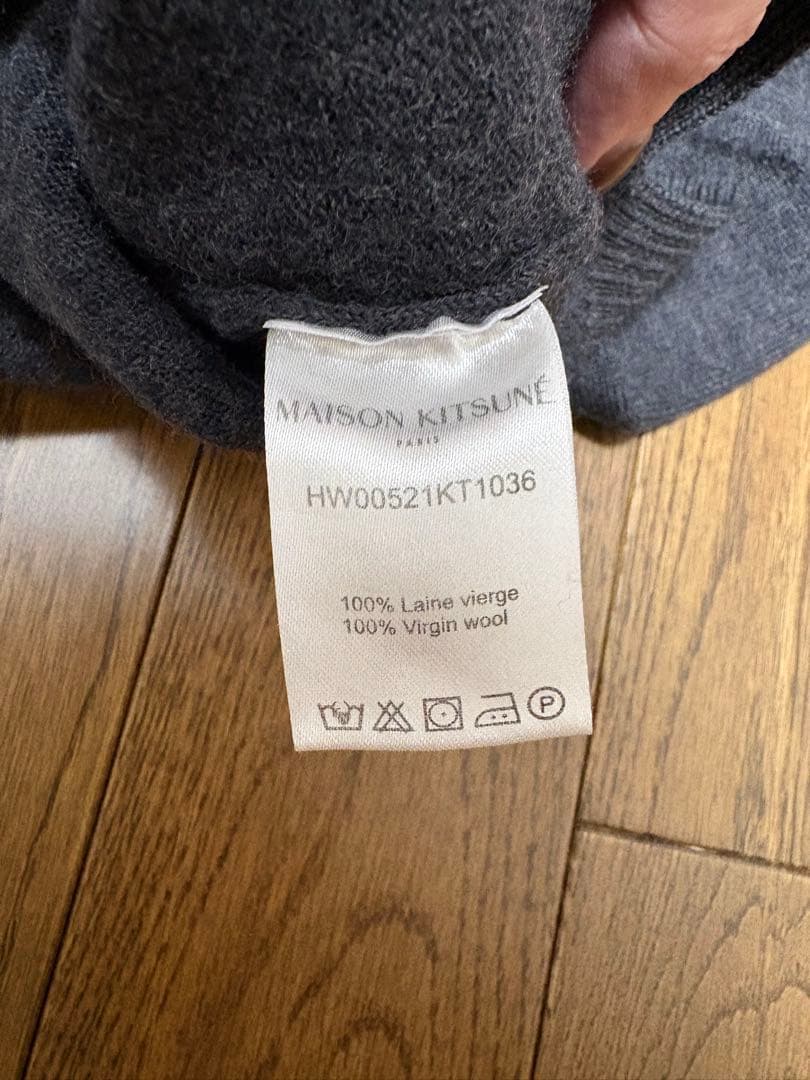 MAISON KITSUNÉ
PARIS
HW00521KT1036
100% Laine vierge
100% Virgin wool
P